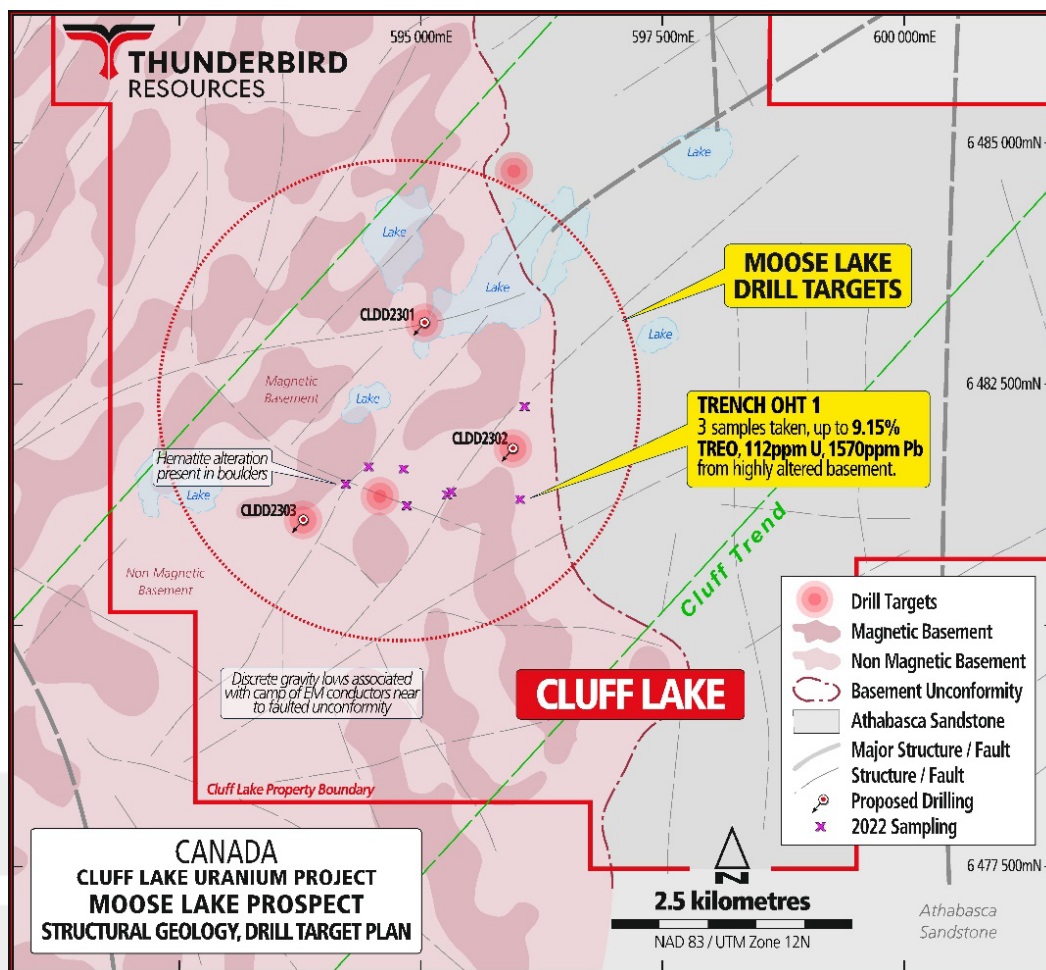 THUNDERBIRD
RESOURCES
595 000mE
597 500mE
600 000mE
Lake
6 485 000mN
Lake
Lake
MOOSE LAKE
DRILL TARGETS
CLDD2301
Lake
Magnetic
Basement
6 482 500mN
Lake
TRENCH OHT 1
3 samples taken, up to 9.15%
TREO, 112ppm U, 1570ppm Pb
from highly altered basement.
CLDD2302
Hematite alteration
present in boulders
Lake
CLDD2303
Non Magnetic
Basement
Cluff Trend
Drill Targets
Magnetic Basement
Non Magnetic Basement
Basement Unconformity
Athabasca Sandstone
Major Structure / Fault
Structure / Fault
Proposed Drilling
2022 Sampling
Discrete gravity lows associated
with camp of EM conductors near
to faulted unconformity
CLUFF LAKE
Cluff Lake Property Boundary
CANADA
CLUFF LAKE URANIUM PROJECT
MOOSE LAKE PROSPECT
STRUCTURAL GEOLOGY, DRILL TARGET PLAN
N
2.5 kilometres
NAD 83 / UTM Zone 12N
6 477 500mN
Athabasca
Sandstone